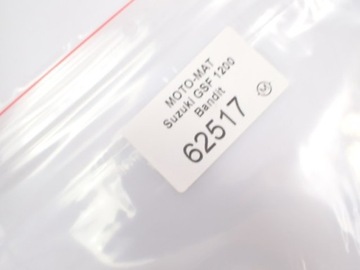 MOTO-MAT
Suzuki GSF 1200
Bandit
62517
M